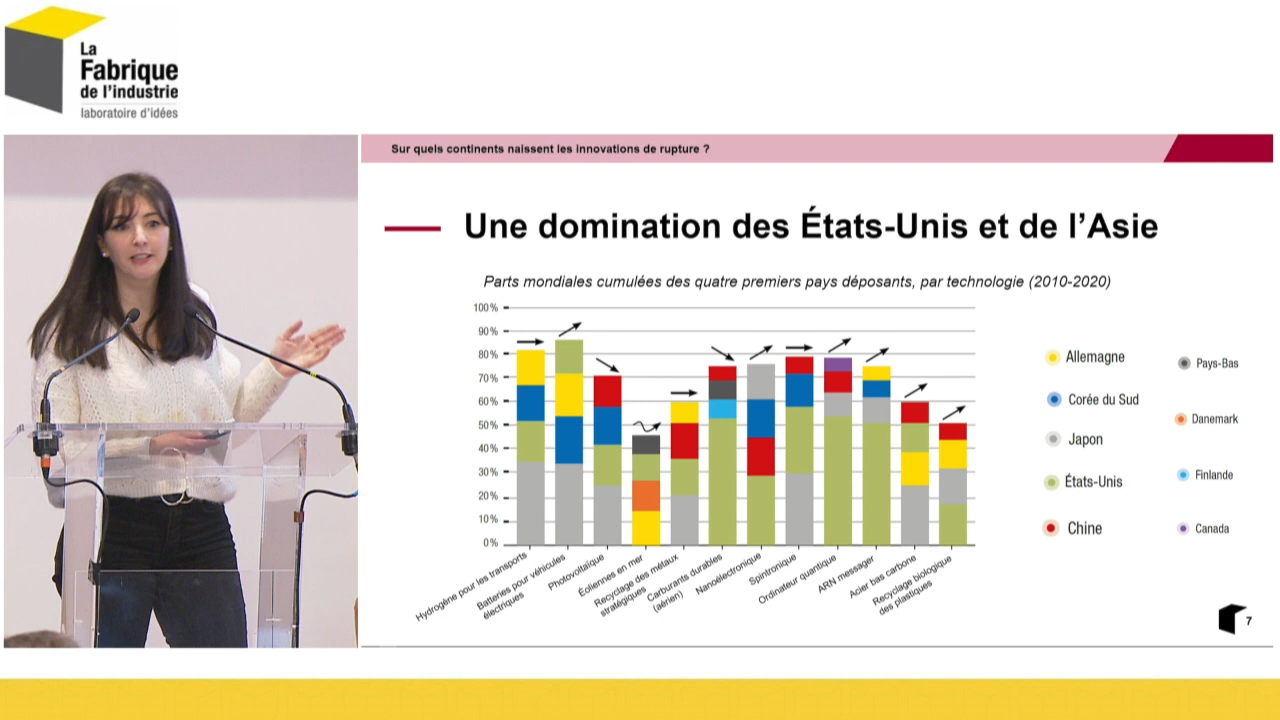 La
Fabrique
de l'industrie
laboratoire d'idées
Sur quels continents naissent les innovations de rupture ?
Une domination des États-Unis et de l'Asie
Parts mondiales cumulées des quatre premiers pays déposants, par technologie (2010-2020)
100 %
90 %
80 %
70 %
60 %
50 %
40 %
30 %
20 %
10 %
0 %
Hydrogène pour les transports
Batteries pour véhicules
électriques
Photovoltaïque
Éoliennes en mer
Recyclage des métaux
stratégiques
Carburants durables
(aérien)
Nanoélectronique
Spintronique
Ordinateur quantique
ARN messager
Acier bas carbone
Recyclage biologique
des plastiques
Allemagne
Corée du Sud
Japon
États-Unis
Chine
Pays-Bas
Danemark
Finlande
Canada
7